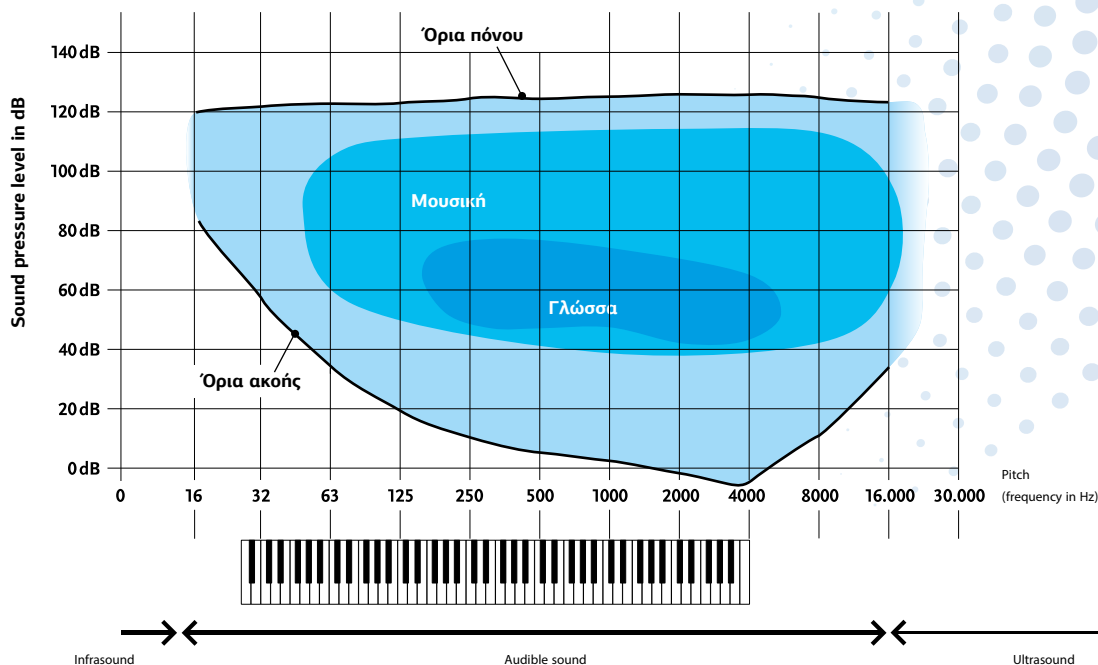 Όρια πόνου
140 dB
120 dB
100 dB
80 dB
60 dB
40 dB
20 dB
0 dB
Sound pressure level in dB
Μουσική
Γλώσσα
Όρια ακοής
0 16 32 63 125 250 500 1000 2000 4000 8000 16.000 30.000
Pitch
(frequency in Hz)
Infrasound Audible sound Ultrasound